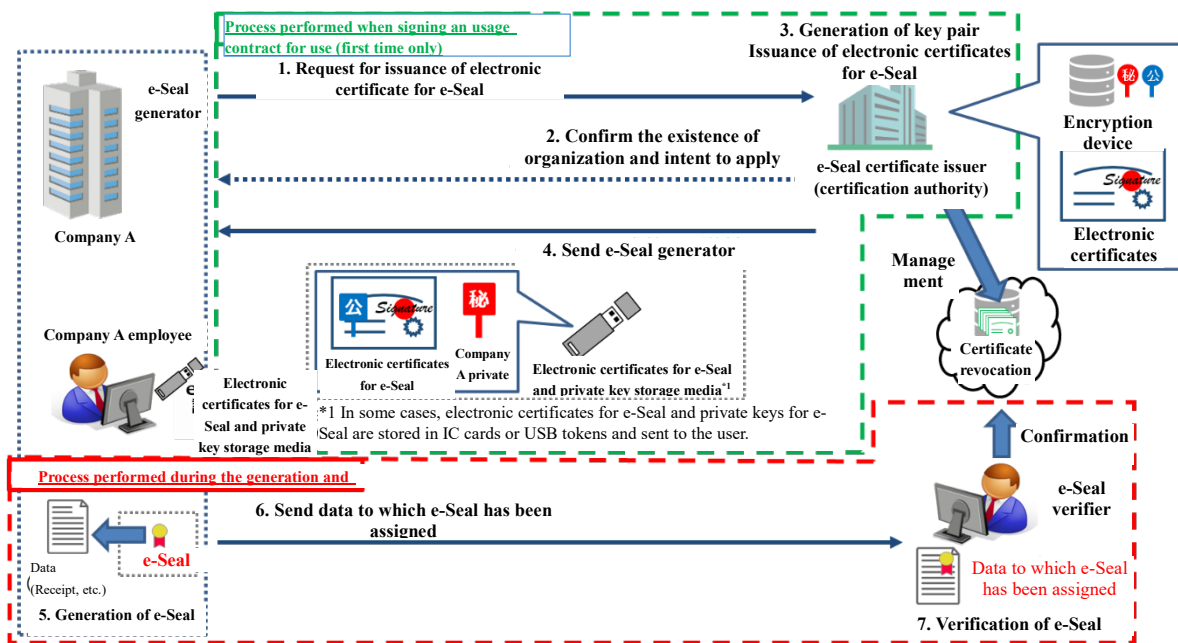 Process performed when signing an usage
contract for use (first time only)
3. Generation of key pair
Issuance of electronic certificates
for e-Seal
e-Seal
generator
1. Request for issuance of electronic
certificate for e-Seal
秘
公
Encryption
device
2. Confirm the existence of
organization and intent to apply
e-Seal certificate issuer
(certification authority)
Signature
Company A
Electronic
certificates
4. Send e-Seal generator
Manage
ment
公
Signature
秘
Company A employee
Electronic certificates
for e-Seal
Company
A private
Electronic certificates for e-Seal
and private key storage media*1
Certificate
revocation
Electronic
certificates for e-
Seal and private
key storage media
*1 In some cases, electronic certificates for e-Seal and private keys for e-
Seal are stored in IC cards or USB tokens and sent to the user.
Confirmation
Process performed during the generation and
6. Send data to which e-Seal has been
assigned
e-Seal
verifier
e-Seal
Data
(Receipt, etc.)
Data to which e-Seal
has been assigned
5. Generation of e-Seal
7. Verification of e-Seal